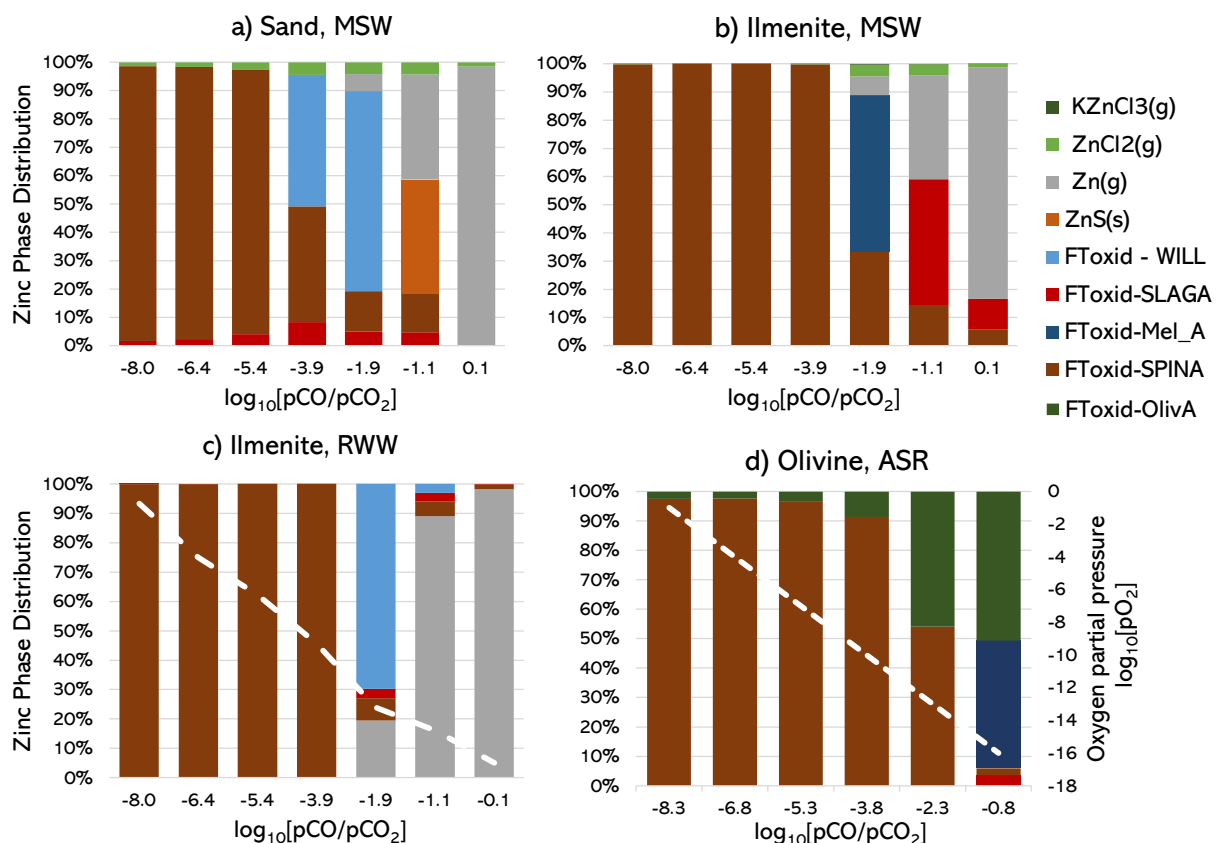 a) Sand, MSW
b) Ilmenite, MSW
Zinc Phase Distribution
100%
90%
80%
70%
60%
50%
40%
30%
20%
10%
0%
-8.0 -6.4 -5.4 -3.9 -1.9 -1.1 0.1
log10[pCO/pCO2]
100%
90%
80%
70%
60%
50%
40%
30%
20%
10%
0%
-8.0 -6.4 -5.4 -3.9 -1.9 -1.1 0.1
log10[pCO/pCO2]
KZnCl3(g)
ZnCl2(g)
Zn(g)
ZnS(s)
FToxid - WILL
FToxid-SLAGA
FToxid-Mel_A
FToxid-SPINA
FToxid-OlivA
c) Ilmenite, RWW
d) Olivine, ASR
Zinc Phase Distribution
100%
90%
80%
70%
60%
50%
40%
30%
20%
10%
0%
-8.0 -6.4 -5.4 -3.9 -1.9 -1.1 -0.1
log10[pCO/pCO2]
100%
90%
80%
70%
60%
50%
40%
30%
20%
10%
0%
-8.3 -6.8 -5.3 -3.8 -2.3 -0.8
log10[pCO/pCO2]
0
-2
-4
-6
-8
-10
-12
-14
-16
-18
Oxygen partial pressure
log10[pO2]